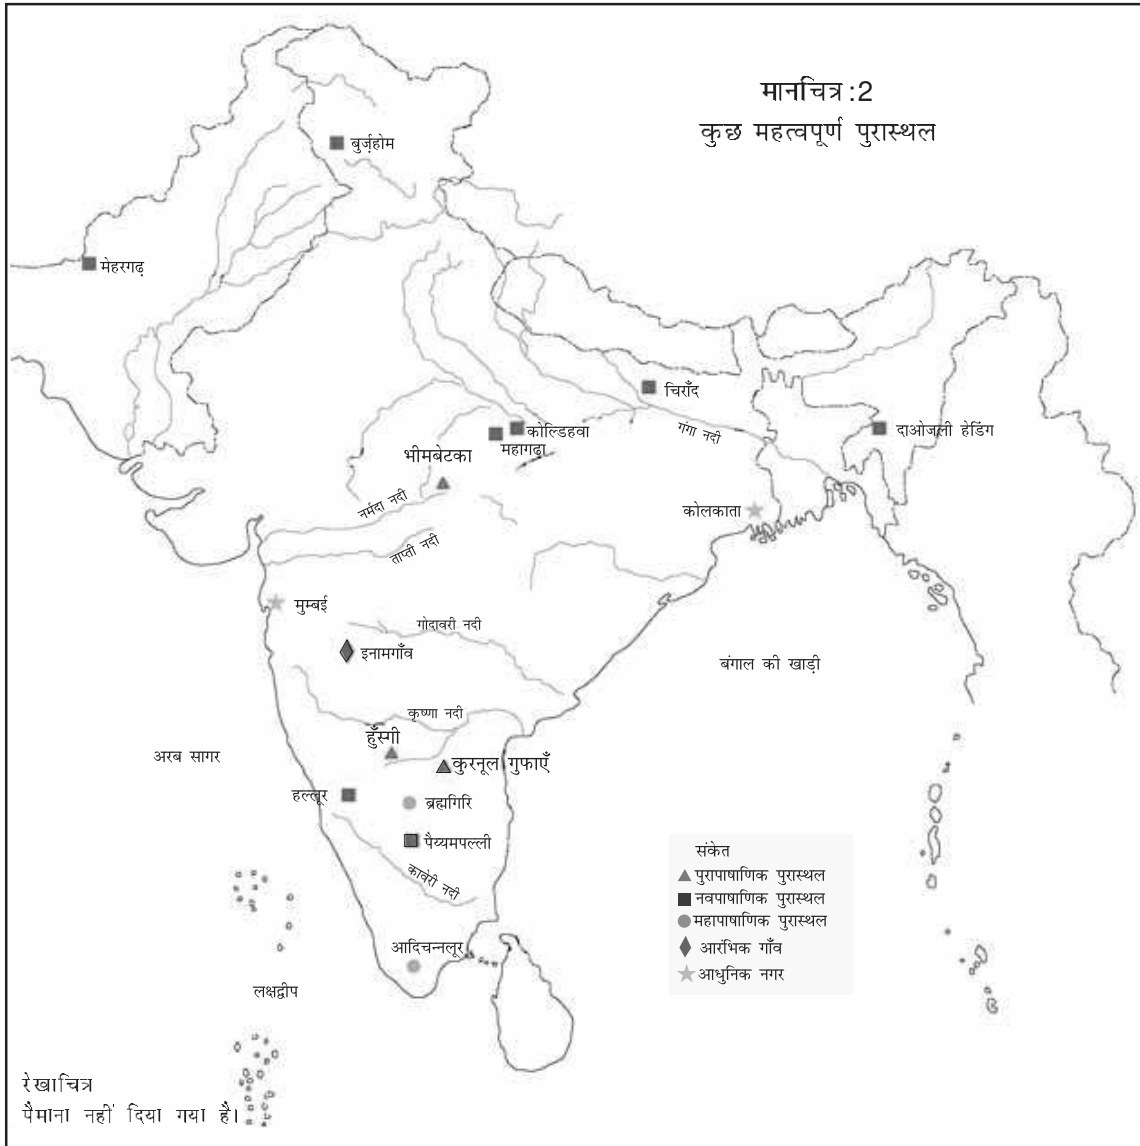 मानचित्र :2
कुछ महत्वपूर्ण पुरास्थल
बुर्ज़होम
मेहरगढ़
चिराँद
कोल्डिहवा
महागढ़ा
गंगा नदी
दाओजली हेडिंग
भीमबेटका
नर्मदा नदी
कोलकाता
ताप्ती नदी
मुम्बई
गोदावरी नदी
इनामगाँव
बंगाल की खाड़ी
कृष्णा नदी
हुँस्गी
अरब सागर
कुरनूल गुफाएँ
हल्लूर
ब्रह्मगिरि
पैय्यमपल्ली
कावेरी नदी
संकेत
पुरापाषाणिक पुरास्थल
नवपाषाणिक पुरास्थल
महापाषाणिक पुरास्थल
आरंभिक गाँव
आधुनिक नगर
आदिचन्नलूर
लक्षद्वीप
रेखाचित्र
पैमाना नहीं दिया गया है।